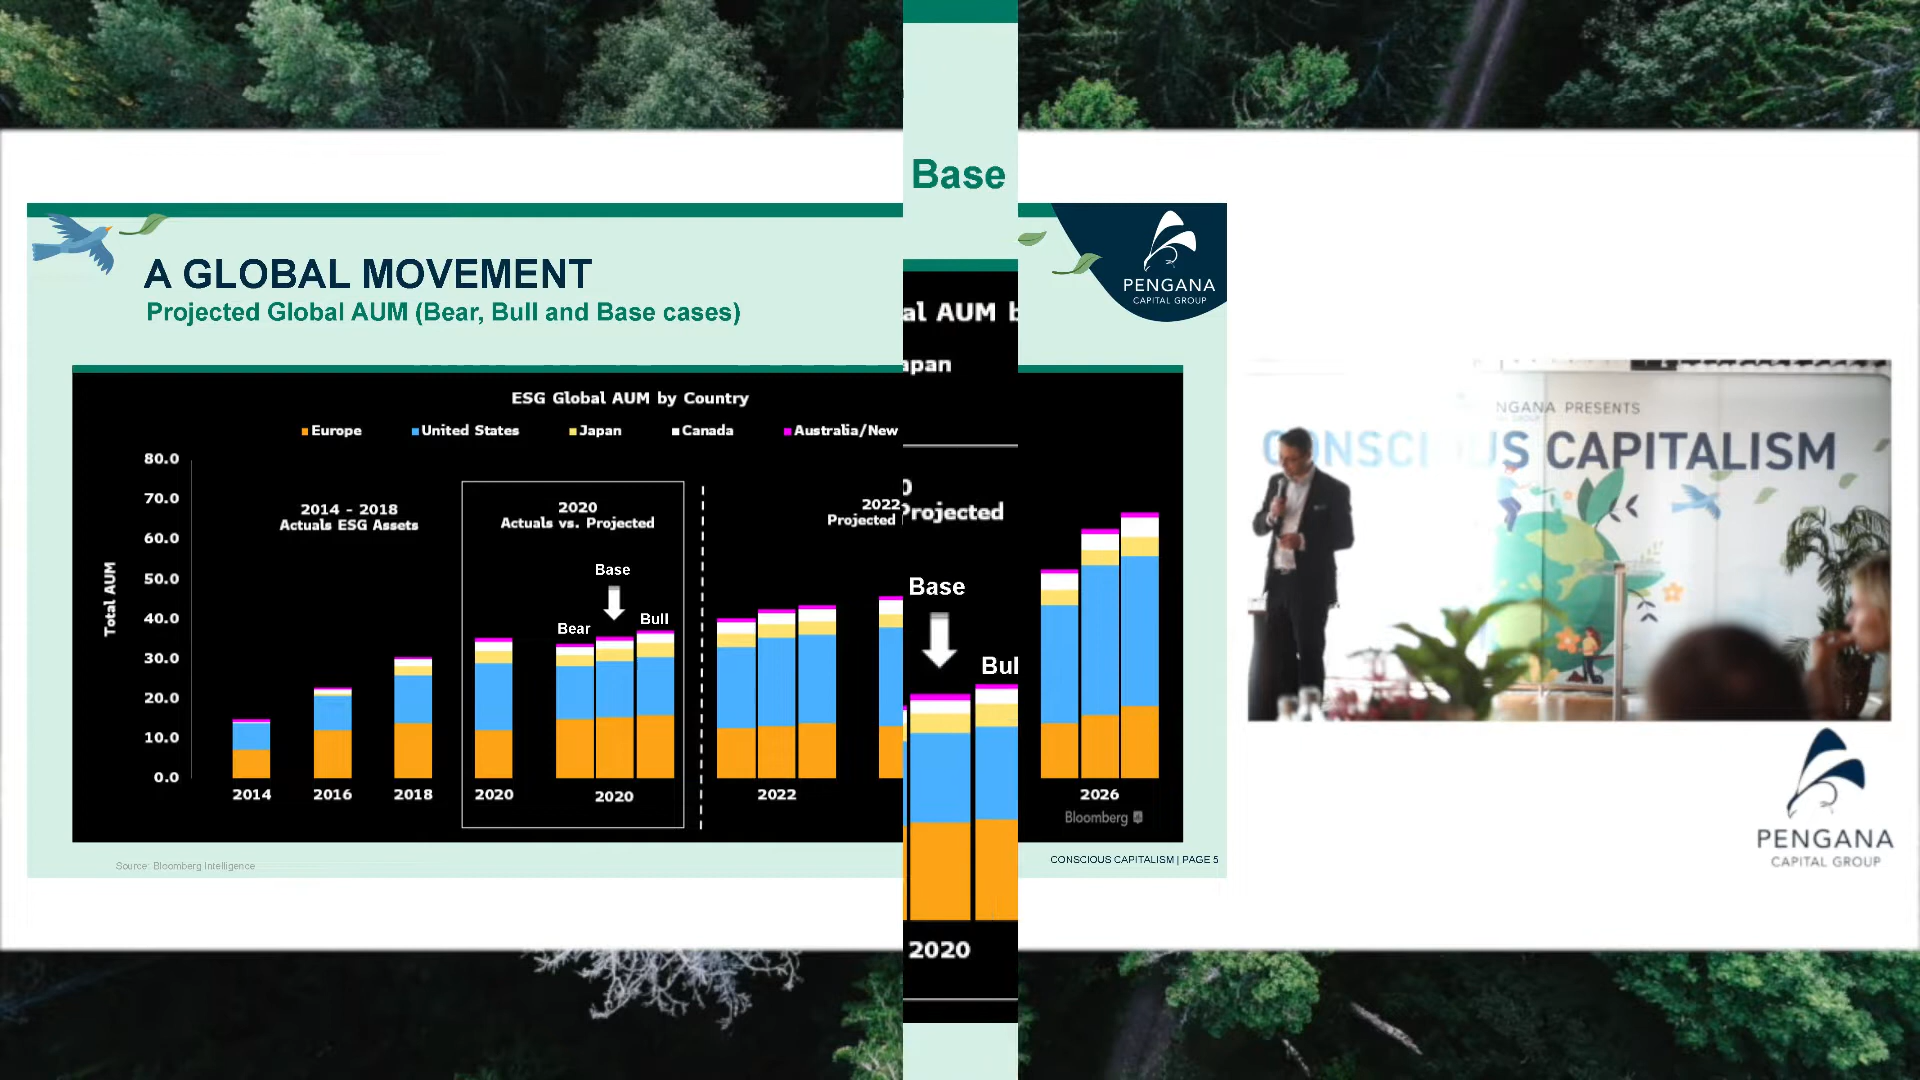 A GLOBAL MOVEMENT
Projected Global AUM (Bear, Bull and Base cases)
PENGANA
CAPITAL GROUP
ESG Global AUM by Country
Europe
United States
Japan
Canada
Australia/New
80.0
70.0
60.0
50.0
40.0
30.0
20.0
10.0
0.0
Total AUM
2014 - 2018
Actuals ESG Assets
2020
Actuals vs. Projected
Base
Bear
Bull
2022
Projected
2014
2016
2018
2020
2020
2022
2026
Bloomberg
Source: Bloomberg Intelligence
CONSCIOUS CAPITALISM | PAGE 5
Base
al AUM b
apan
0
Projected
Base
Bul
2020
NGANA PRESENTS
CONSCI US CAPITALISM
PENGANA
CAPITAL GROUP